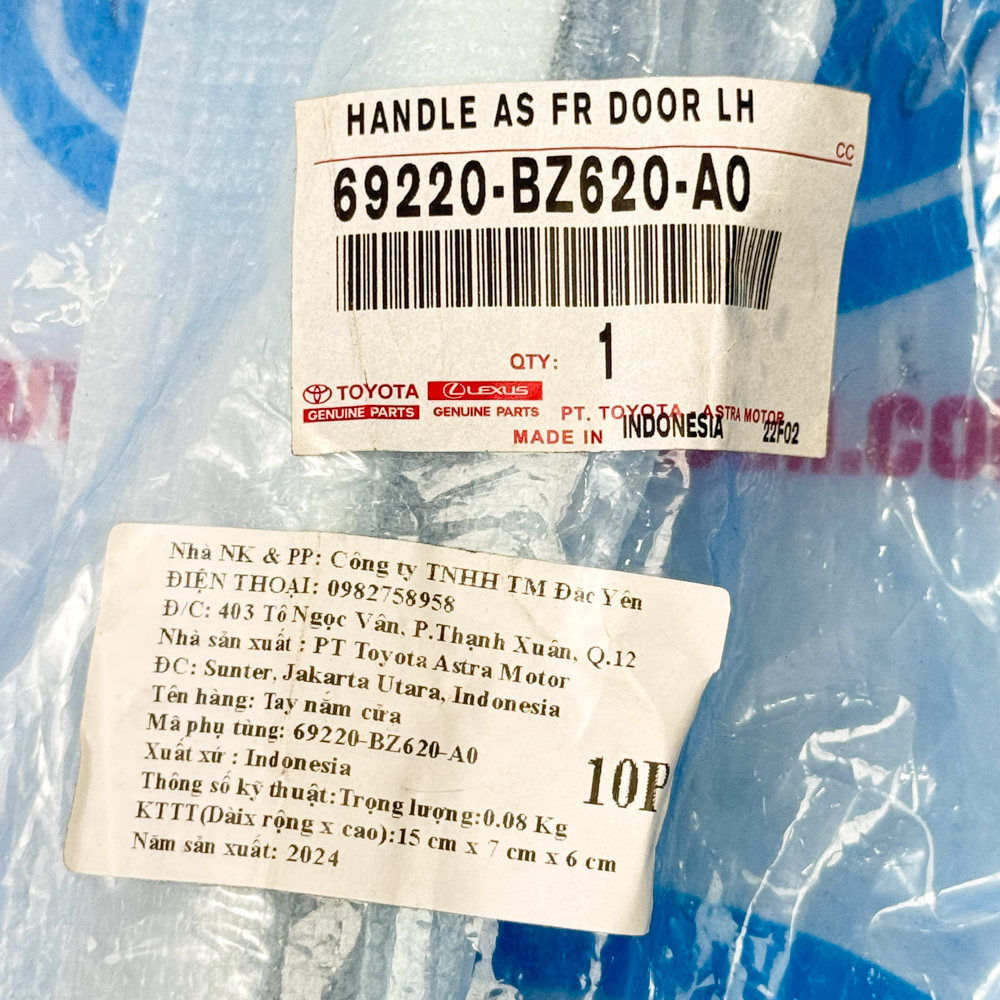 HANDLE AS FR DOOR LH
CC
69220-BZ620-A0
QTY: 1
TOYOTA LEXUS
GENUINE PARTS GENUINE PARTS PT. TOYOTA - ASTRA MOTOR
MADE IN INDONESIA 22F02
Nhà NK & PP: Công ty TNHH TM Đắc Yên
ĐIỆN THOẠI: 0982758958
Đ/C: 403 Tô Ngọc Vân, P.Thạnh Xuân, Q.12
Nhà sản xuất : PT Toyota Astra Motor
ĐC: Sunter, Jakarta Utara, Indonesia
Tên hàng: Tay nắm cửa
Mã phụ tùng: 69220-BZ620-A0
Xuất xứ : Indonesia
10P
Thông số kỹ thuật:Trọng lượng:0.08 Kg
KTTT(Dàix rộng x cao):15 cm x 7 cm x 6 cm
Năm sản xuất: 2024